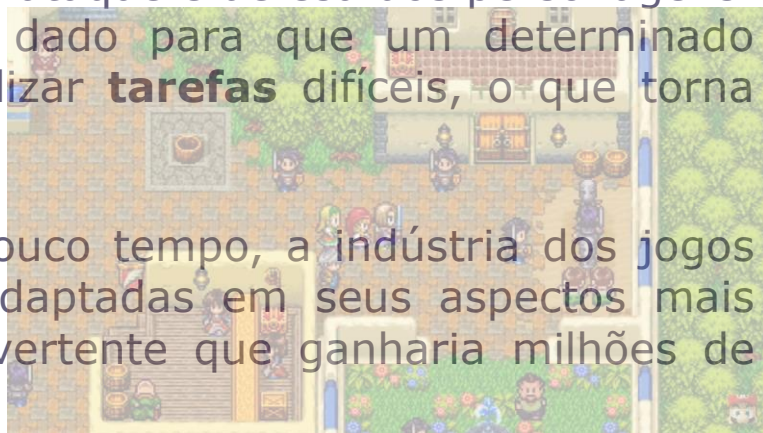 dado para que um determinado
lizar tarefas difíceis, o que torna
ouco tempo, a indústria dos jogos
daptadas em seus aspectos mais
vertente que ganharia milhões de